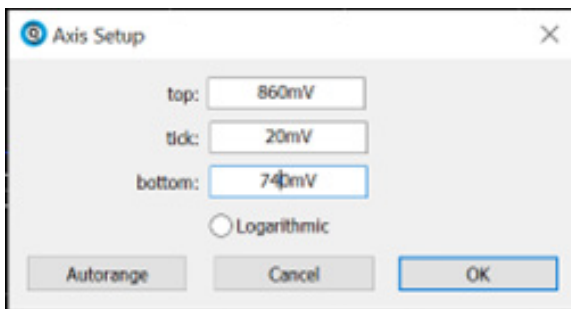 Axis Setup
top: 860mV
tick: 20mV
bottom: 740mV
Logarithmic
Autorange Cancel OK